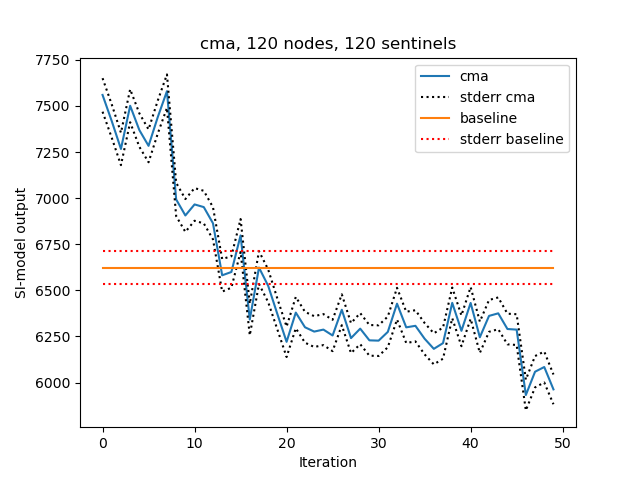 cma, 120 nodes, 120 sentinels
7750
7500
7250
7000
6750
6500
6250
6000
SI-model output
cma
stderr cma
baseline
stderr baseline
0 10 20 30 40 50
Iteration